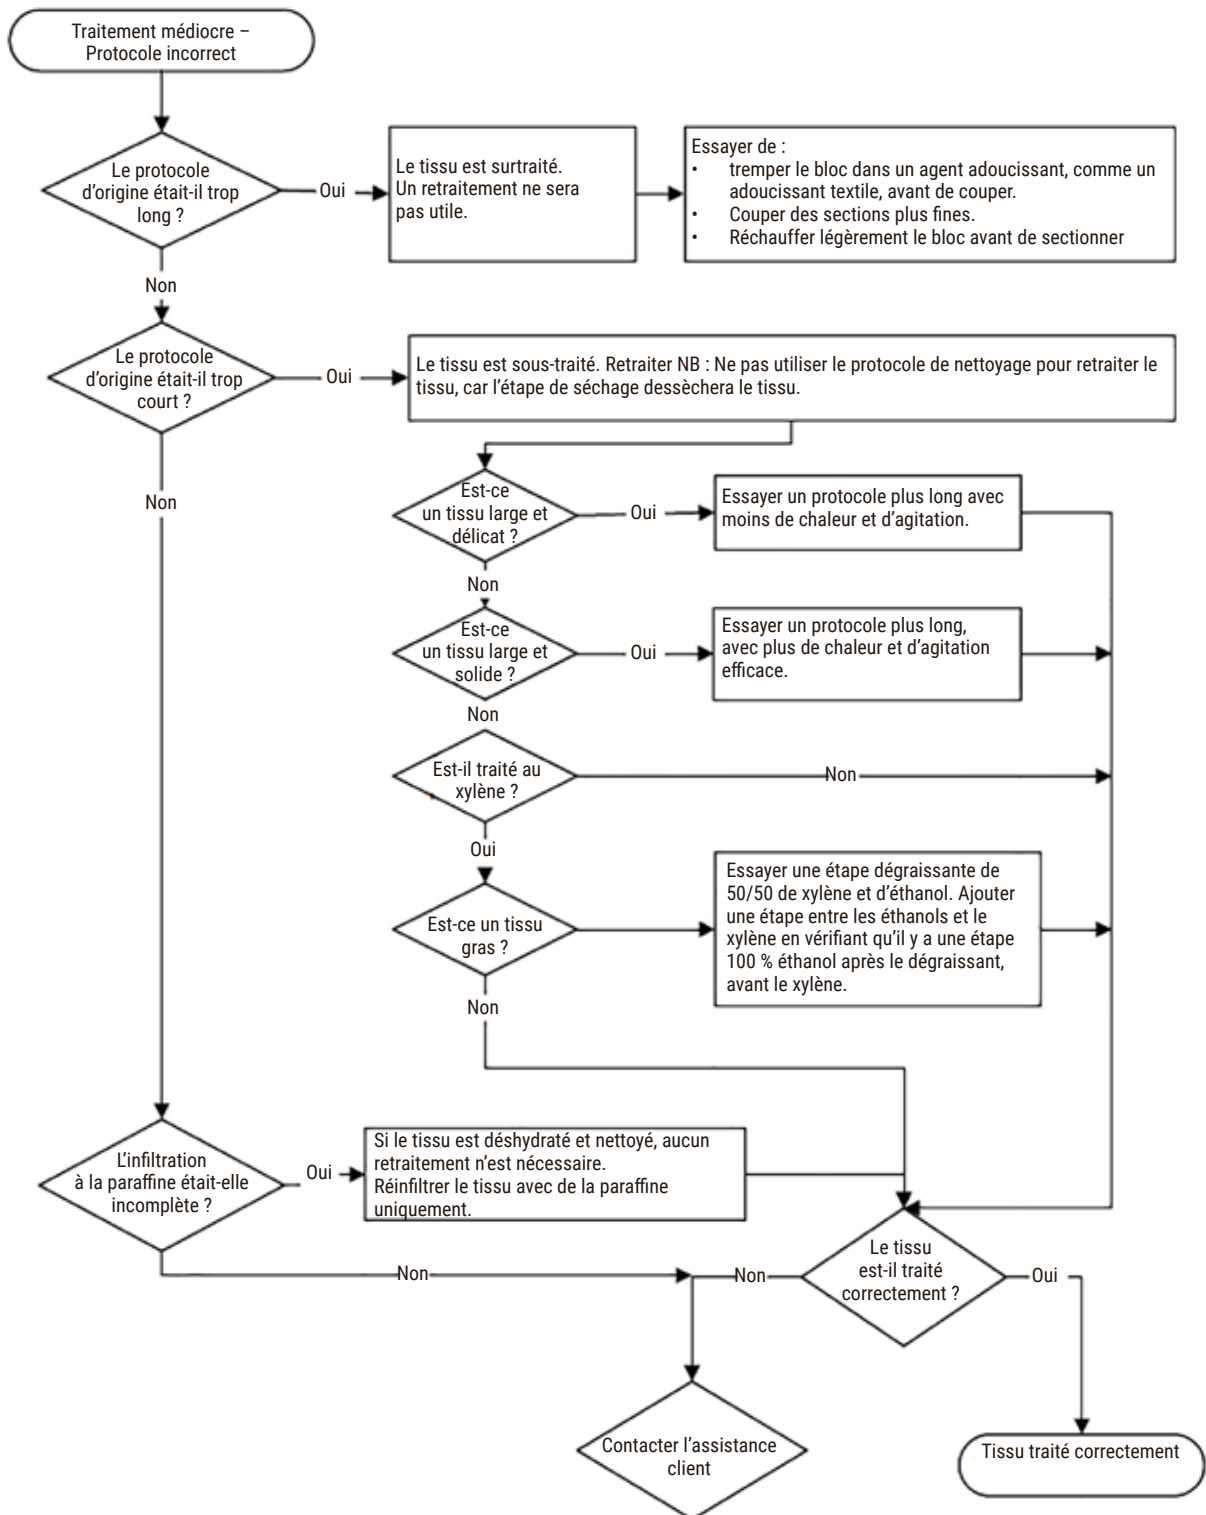 Traitement médiocre –
Protocole incorrect
Le protocole
d'origine était-il trop
long ?
Oui
Le tissu est surtraité.
Un retraitement ne sera
pas utile.
Essayer de :
• tremper le bloc dans un agent adoucissant, comme un
adoucissant textile, avant de couper.
• Couper des sections plus fines.
• Réchauffer légèrement le bloc avant de sectionner
Non
Le protocole
d'origine était-il trop
court ?
Oui
Le tissu est sous-traité. Retraiter NB : Ne pas utiliser le protocole de nettoyage pour retraiter le
tissu, car l'étape de séchage dessèchera le tissu.
Non
Est-ce
un tissu large et
délicat ?
Oui
Essayer un protocole plus long avec
moins de chaleur et d'agitation.
Non
Est-ce
un tissu large et
solide ?
Oui
Essayer un protocole plus long,
avec plus de chaleur et d'agitation
efficace.
Non
Est-il traité au
xylène ?
Non
Oui
Est-ce un tissu
gras ?
Essayer une étape dégraissante de
50/50 de xylène et d'éthanol. Ajouter
une étape entre les éthanols et le
xylène en vérifiant qu'il y a une étape
100 % éthanol après le dégraissant,
avant le xylène.
Non
L'infiltration
à la paraffine était-elle
incomplète ?
Oui
Si le tissu est déshydraté et nettoyé, aucun
retraitement n'est nécessaire.
Réinfiltrer le tissu avec de la paraffine
uniquement.
Non
Le tissu
est-il traité
correctement ?
Non
Oui
Contacter l'assistance
client
Tissu traité correctement